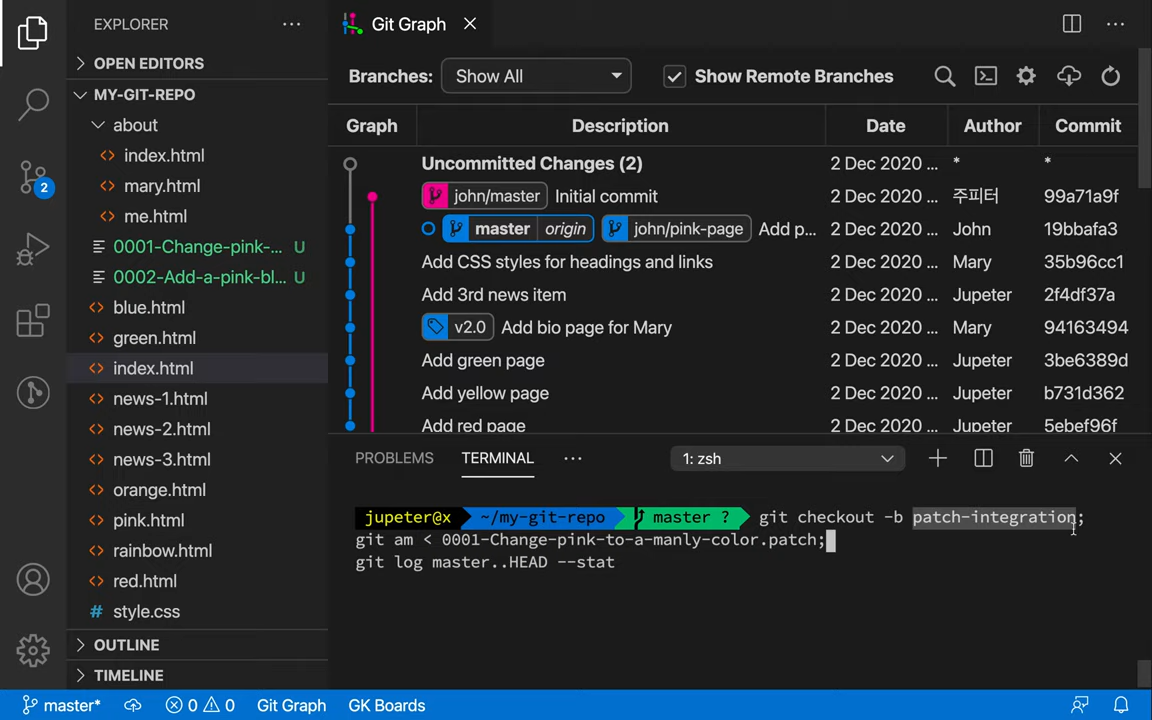 EXPLORER
OPEN EDITORS
MY-GIT-REPO
about
index.html
mary.html
me.html
0001-Change-pink-... U
0002-Add-a-pink-bl... U
blue.html
green.html
index.html
news-1.html
news-2.html
news-3.html
orange.html
pink.html
rainbow.html
red.html
style.css
OUTLINE
TIMELINE
2
Git Graph
Branches: Show All Show Remote Branches
Graph Description Date Author Commit
Uncommitted Changes (2) 2 Dec 2020 ... * *
john/master Initial commit 2 Dec 2020 ... 주피터 99a71a9f
master origin john/pink-page Add p... 2 Dec 2020 ... John 19bbafa3
Add CSS styles for headings and links 2 Dec 2020 ... Mary 35b96cc1
Add 3rd news item 2 Dec 2020 ... Jupeter 2f4df37a
v2.0 Add bio page for Mary 2 Dec 2020 ... Mary 94163494
Add green page 2 Dec 2020 ... Jupeter 3be6389d
Add yellow page 2 Dec 2020 ... Jupeter b731d362
Add red page 2 Dec 2020 ... Jupeter 5ebef96f
PROBLEMS TERMINAL ... 1: zsh
jupeter@x ~/my-git-repo master ? git checkout -b patch-integration;
git am < 0001-Change-pink-to-a-manly-color.patch;
git log master..HEAD --stat
master* 0 0 Git Graph GK Boards